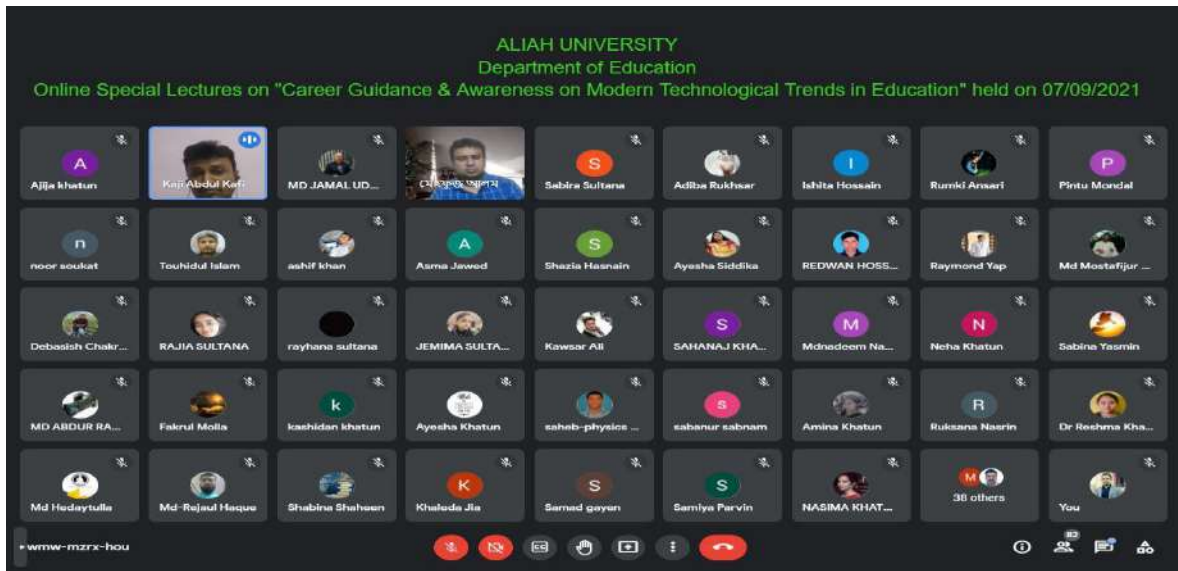 ALIAH UNIVERSITY
Department of Education
Online Special Lectures on "Career Guidance & Awareness on Modern Technological Trends in Education" held on 07/09/2021
A S I P
Ajija khatun Kaji Abdul Kafi MD JAMAL UD... আলম Sabira Sultana Adiba Rukhsar Ishita Hossain Rumki Ansari Pintu Mondal
n A S
noor soukat Touhidul Islam ashif khan Asma Jawed Shazia Hasnain Ayesha Siddika REDWAN HOSS... Raymond Yap Md Mostafijur ...
S M N
Debasish Chakr... RAJIA SULTANA rayhana sultana JEMIMA SULTA... Kawsar Ali SAHANAJ KHA... Mdnadeem Na... Neha Khatun Sabina Yasmin
k s R
MD ABDUR RA... Fakrul Molla kashidan khatun Ayesha Khatun saheb-physics ... sabanur sabnam Amina Khatun Ruksana Nasrin Dr Reshma Kha...
K S S M
Md Hedaytulla Md-Rejaul Haque Shabina Shaheen Khaleda Jia Samad gayen Samiya Parvin NASIMA KHAT... 38 others You
wmw-mzrx-hou CC 82